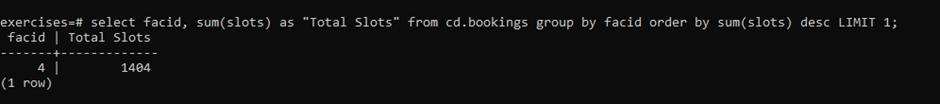 exercises=# select facid, sum(slots) as "Total Slots" from cd.bookings group by facid order by sum(slots) desc LIMIT 1;
 facid | Total Slots
-------+-------------
     4 |        1404
(1 row)